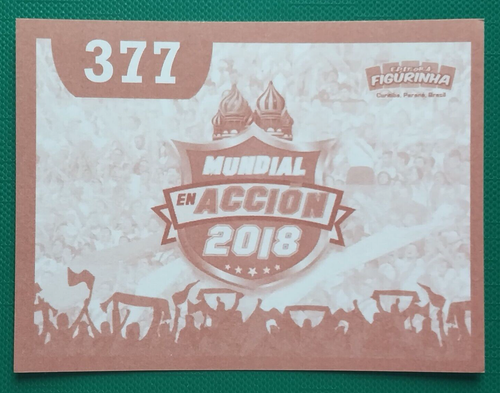 377
FIGURINHA
Curitiba, Paraná, Brasil
MUNDIAL
EN ACCIÓN
2018